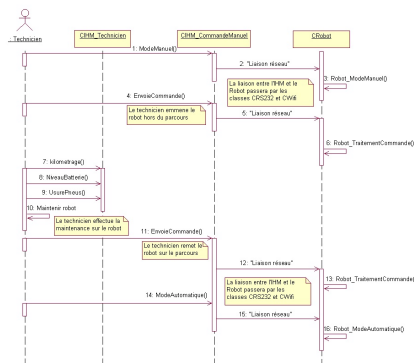 CIHM_Technicien
CIHM_CommandeManuel
CRobot
: Technicien
1: ModeManuel()
2: "Liaison réseau"
3: Robot_ModeManuel()
La liaison entre l'IHM et le
Robot passera par les
classes CRS232 et CWifi
4: EnvoieCommande()
Le technicien emmene le
robot hors du parcours
5: "Liaison réseau"
6: Robot_TraitementCommande()
7: kilometrage()
8: NiveauBatterie()
9: UsurePneus()
10: Maintenir robot
Le technicien effectue la
maintenance sur le robot
11: EnvoieCommande()
Le technicien remet le
robot sur le parcours
12: "Liaison réseau"
13: Robot_TraitementCommande()
La liaison entre l'IHM et le
Robot passera par les
classes CRS232 et CWifi
14: ModeAutomatique()
15: "Liaison réseau"
16: Robot_ModeAutomatique()